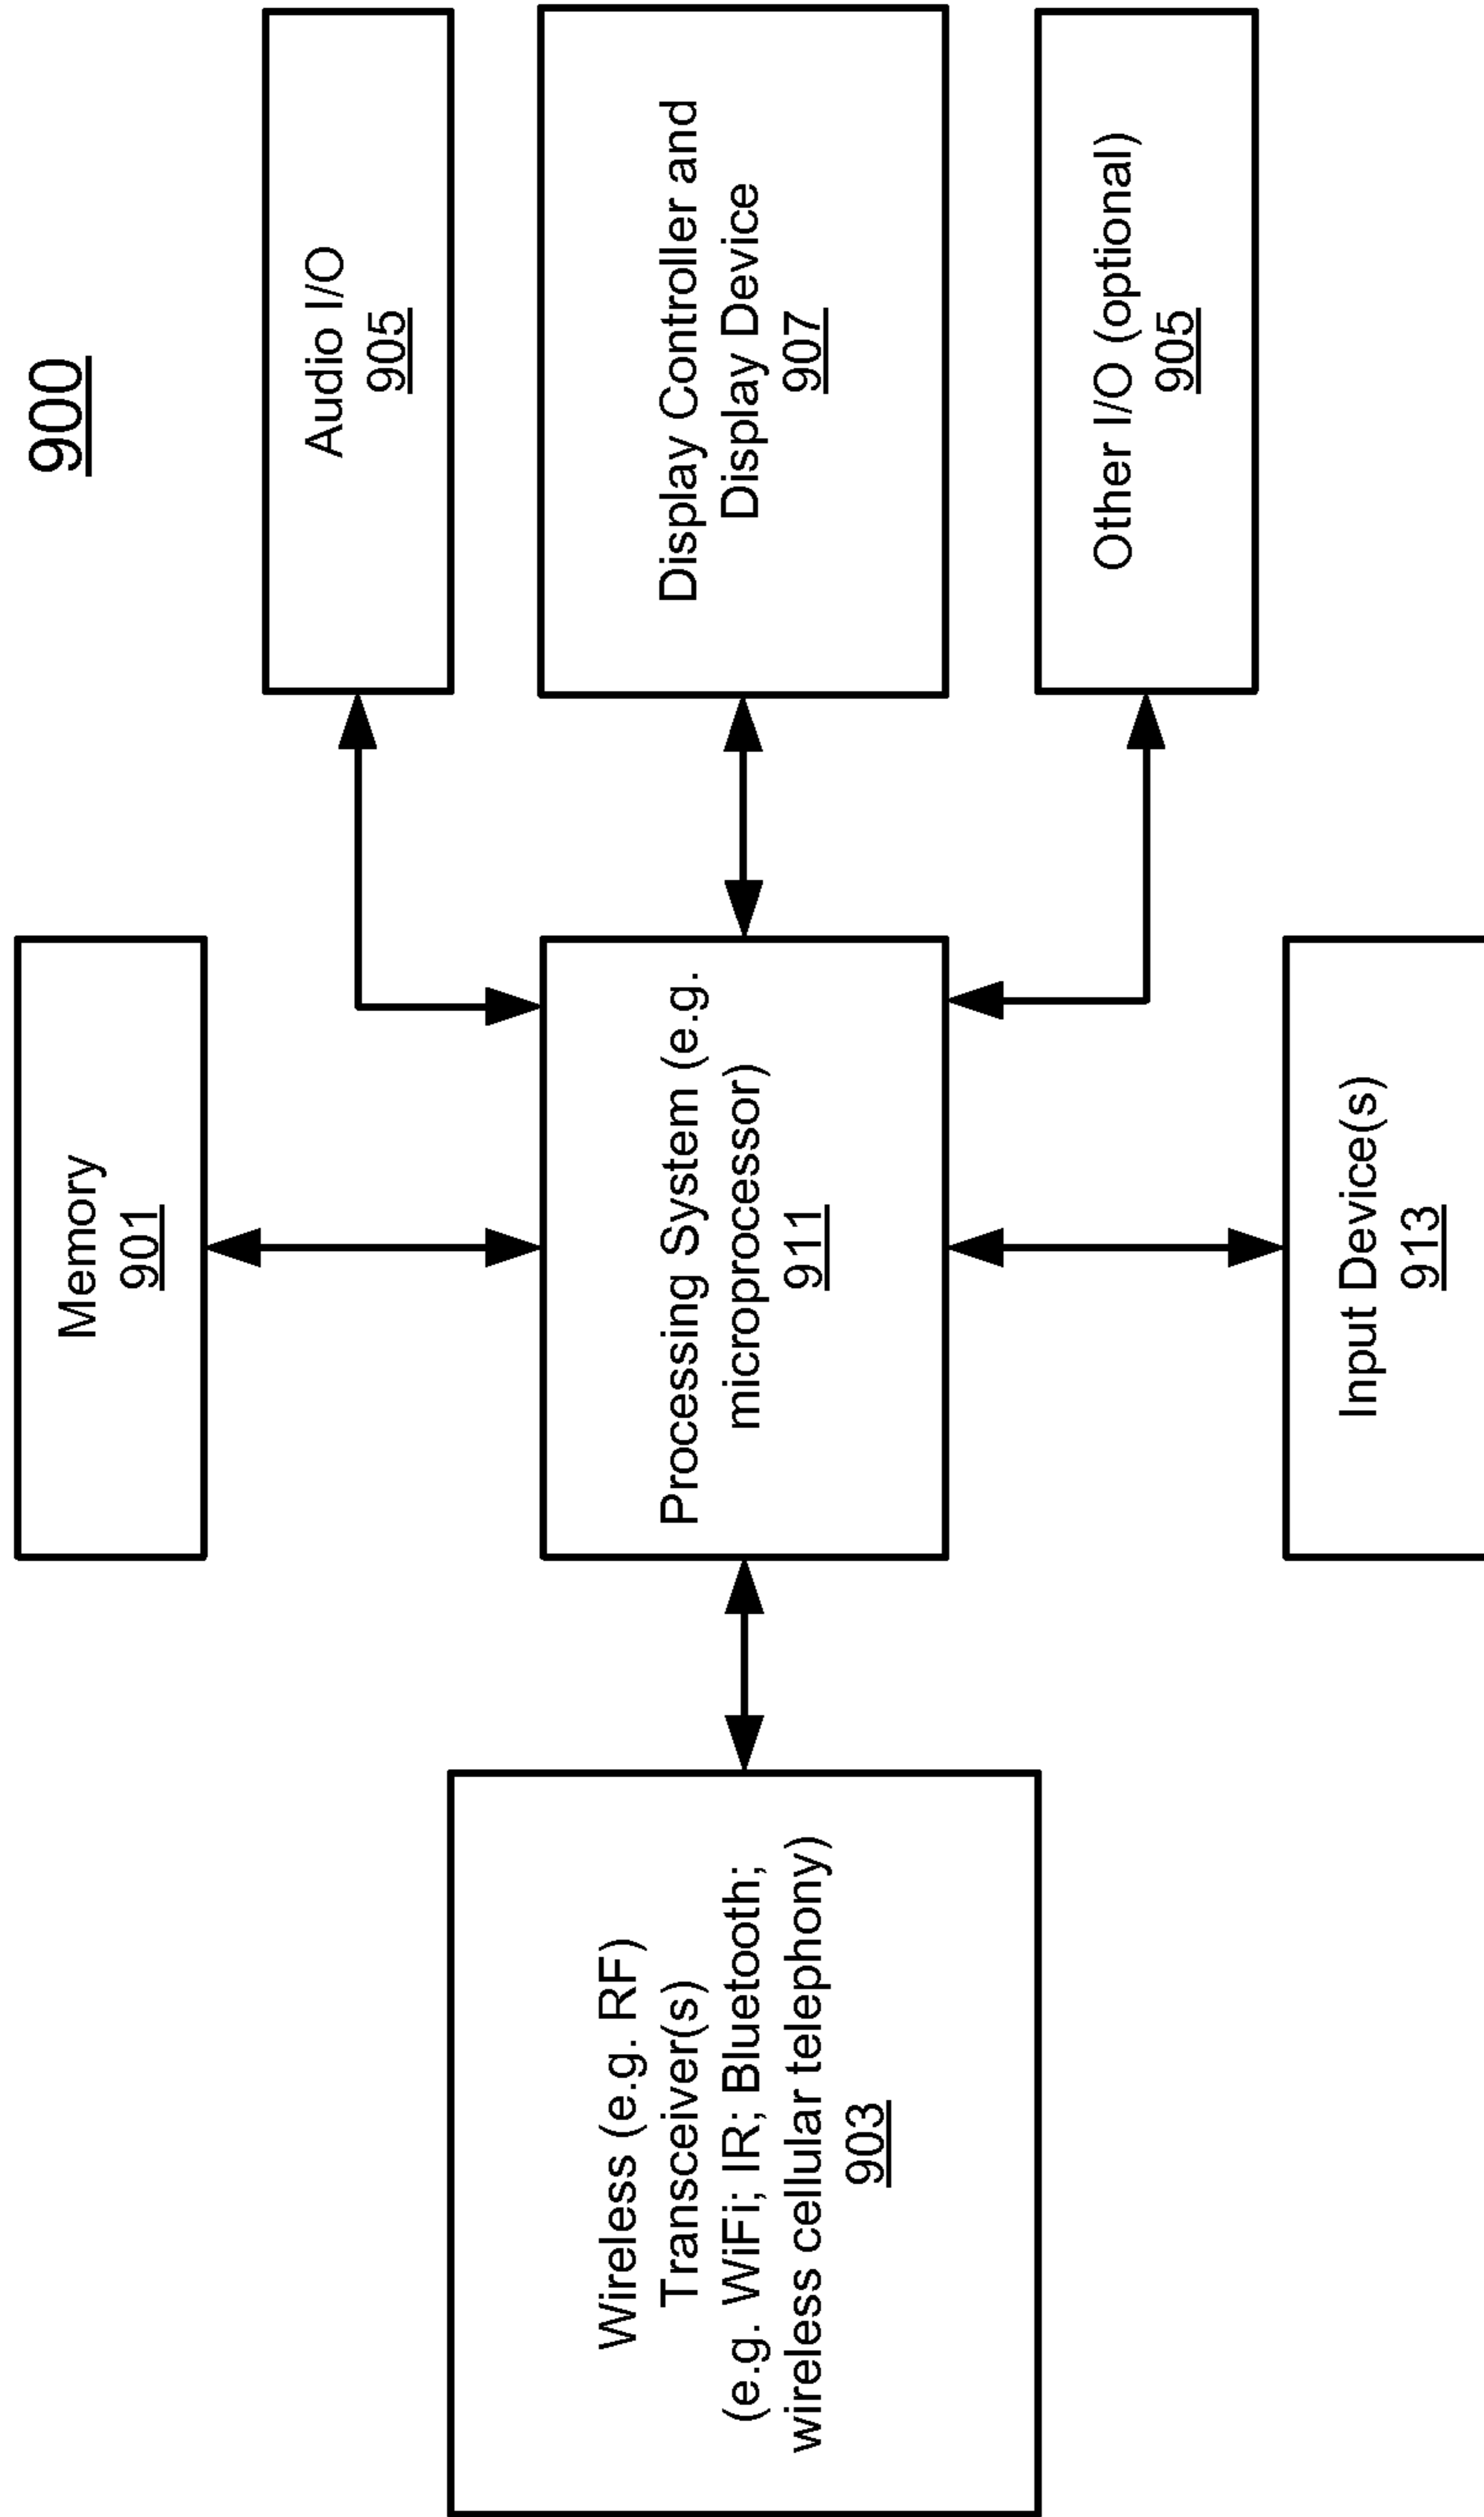 900
Memory
901
Audio I/O
905
Wireless (e.g. RF)
Transceiver(s)
(e.g. WiFi; IR; Bluetooth;
wireless cellular telephony)
903
Processing System (e.g.
microprocessor)
911
Display Controller and
Display Device
907
Other I/O (optional)
905
Input Device(s)
913